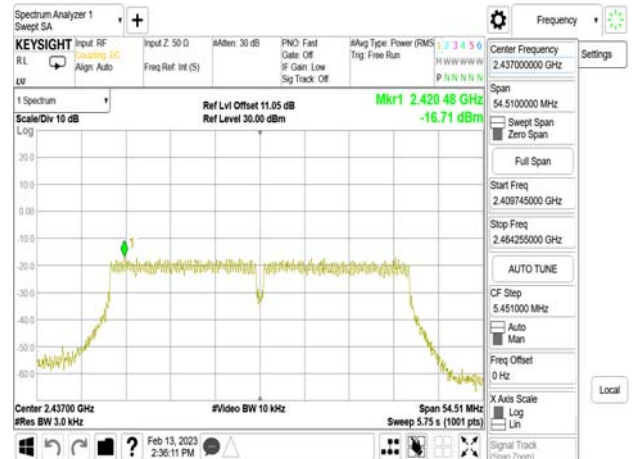 Spectrum Analyzer 1
Swept SA
Frequency
KEYSIGHT
RL
Input: RF
Coupling: DC
Align: Auto
Input Z: 50 Ω
Freq Ref: Int (S)
#Atten: 30 dB
PNO: Fast
Gate: Off
IF Gain: Low
Sig Track: Off
#Avg Type: Power (RMS)
Trig: Free Run
1 2 3 4 5 6
M W W W W W
P N N N N N
1 Spectrum
Scale/Div 10 dB
Log
Ref Lvl Offset 11.05 dB
Ref Level 30.00 dBm
Mkr1 2.420 48 GHz
-16.71 dBm
20.0
10.0
0.00
-10.0
-20.0
-30.0
-40.0
-50.0
-60.0
1
Center 2.43700 GHz
#Res BW 3.0 kHz
#Video BW 10 kHz
Span 54.51 MHz
Sweep 5.75 s (1001 pts)
Feb 13, 2023
2:36:11 PM
Center Frequency
2.437000000 GHz
Span
54.5100000 MHz
Swept Span
Zero Span
Full Span
Start Freq
2.409745000 GHz
Stop Freq
2.464255000 GHz
AUTO TUNE
CF Step
5.451000 MHz
Auto
Man
Freq Offset
0 Hz
X Axis Scale
Log
Lin
Signal Track
(Span Zoom)
Settings
Local